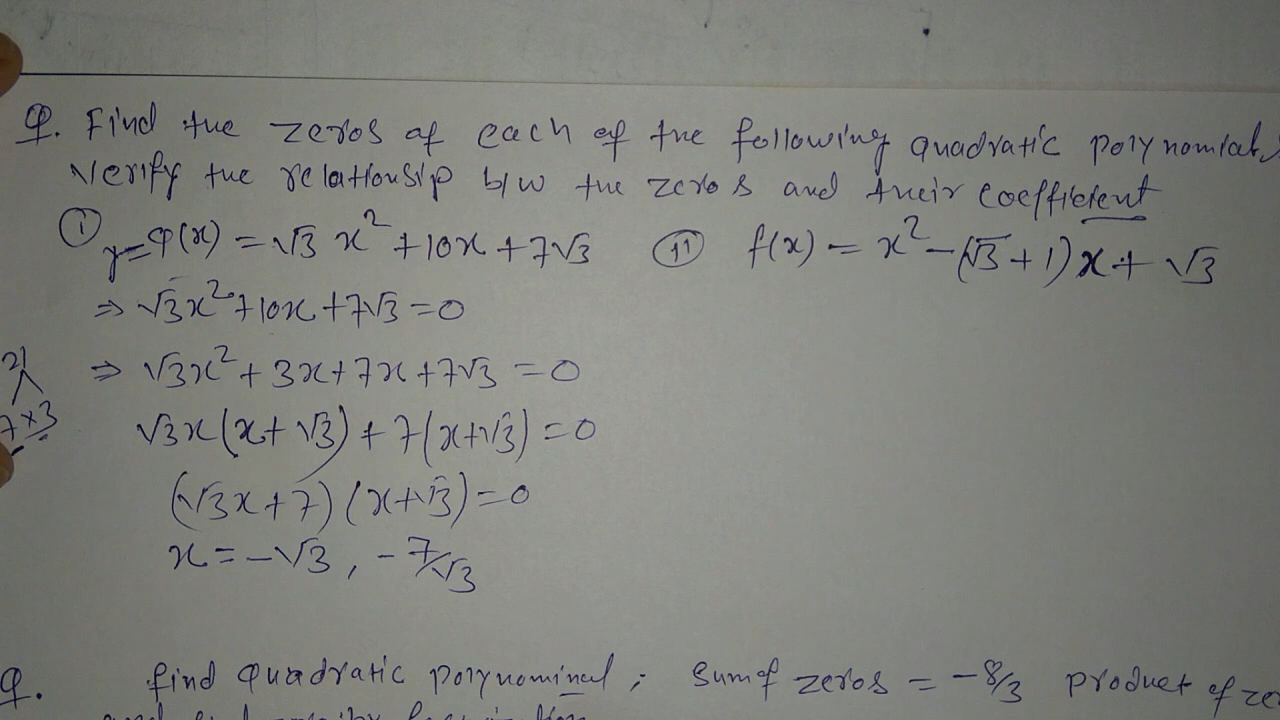 Q. Find the zeros of each of the following quadratic polynomial,
Verify the relationship b/w the zeros and their coefficient
① y=φ(x) = √3 x² + 10x + 7√3 ⑪ f(x) = x² - (√3 + 1)x + √3
⇒ √3x² + 10x + 7√3 = 0
21 ⇒ √3x² + 3x + 7x + 7√3 = 0
7×3 √3x(x + √3) + 7(x+√3) = 0
(√3x + 7) (x+√3) = 0
x = -√3, -7/√3
Q. find quadratic polynominal ; sum of zeros = -8/3 product of ze